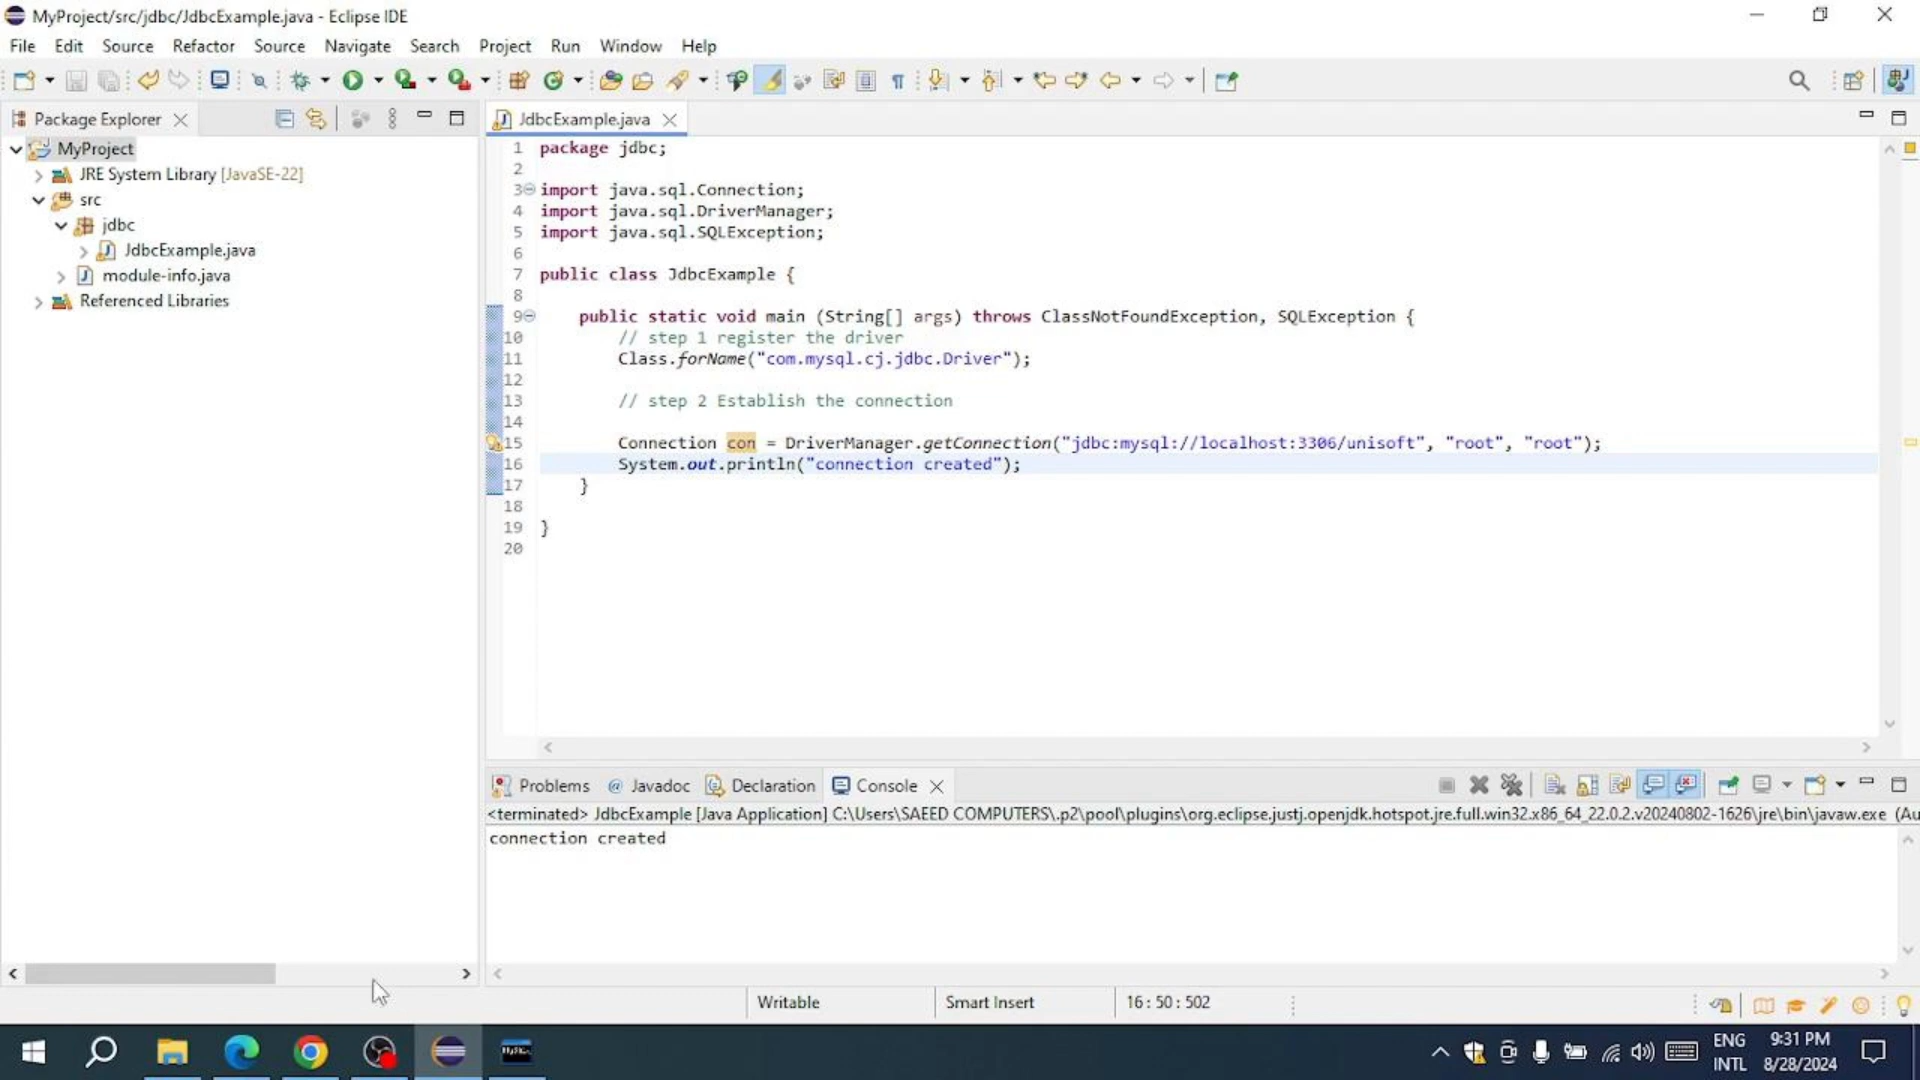 MyProject/src/jdbc/JdbcExample.java - Eclipse IDE
File Edit Source Refactor Source Navigate Search Project Run Window Help
Package Explorer
JdbcExample.java
MyProject
JRE System Library [JavaSE-22]
src
jdbc
JdbcExample.java
module-info.java
Referenced Libraries
1 package jdbc;
2
3 import java.sql.Connection;
4 import java.sql.DriverManager;
5 import java.sql.SQLException;
6
7 public class JdbcExample {
8
9 public static void main (String[] args) throws ClassNotFoundException, SQLException {
10 // step 1 register the driver
11 Class.forName("com.mysql.cj.jdbc.Driver");
12
13 // step 2 Establish the connection
14
15 Connection con = DriverManager.getConnection("jdbc:mysql://localhost:3306/unisoft", "root", "root");
16 System.out.println("connection created");
17 }
18
19 }
20
Problems @ Javadoc Declaration Console
<terminated> JdbcExample [Java Application] C:\Users\SAEED COMPUTERS\.p2\pool\plugins\org.eclipse.justj.openjdk.hotspot.jre.full.win32.x86_64_22.0.2.v20240802-1626\jre\bin\javaw.exe (Au
connection created
Writable Smart Insert 16 : 50 : 502
ENG 9:31 PM
INTL 8/28/2024